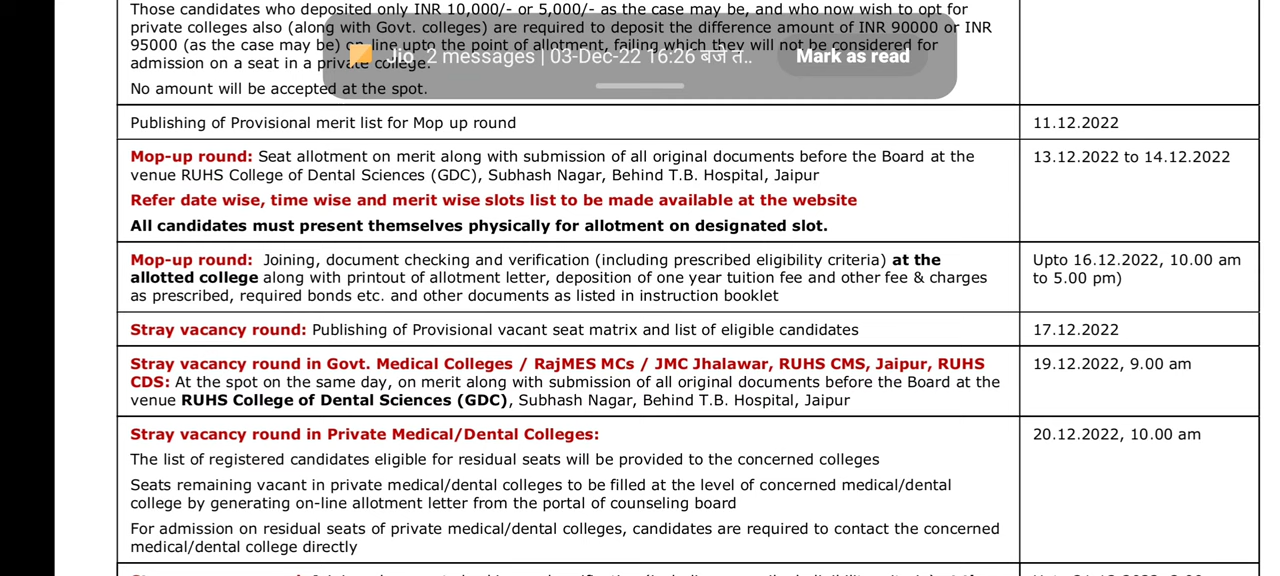 Those candidates who deposited only INR 10,000/- or 5,000/- as the case may be, and who now wish to opt for
private colleges also (along with Govt. colleges) are required to deposit the difference amount of INR 90000 or INR
95000 (as the case may be) on line upto the point of allotment, failing which they will not be considered for
admission on a seat in a private college.
Jio 2 messages | 03-Dec-22 16:26 बजे त..
Mark as read
No amount will be accepted at the spot.
Publishing of Provisional merit list for Mop up round
11.12.2022
Mop-up round: Seat allotment on merit along with submission of all original documents before the Board at the
venue RUHS College of Dental Sciences (GDC), Subhash Nagar, Behind T.B. Hospital, Jaipur
Refer date wise, time wise and merit wise slots list to be made available at the website
All candidates must present themselves physically for allotment on designated slot.
13.12.2022 to 14.12.2022
Mop-up round: Joining, document checking and verification (including prescribed eligibility criteria) at the
allotted college along with printout of allotment letter, deposition of one year tuition fee and other fee & charges
as prescribed, required bonds etc. and other documents as listed in instruction booklet
Upto 16.12.2022, 10.00 am
to 5.00 pm)
Stray vacancy round: Publishing of Provisional vacant seat matrix and list of eligible candidates
17.12.2022
Stray vacancy round in Govt. Medical Colleges / RajMES MCs / JMC Jhalawar, RUHS CMS, Jaipur, RUHS
CDS: At the spot on the same day, on merit along with submission of all original documents before the Board at the
venue RUHS College of Dental Sciences (GDC), Subhash Nagar, Behind T.B. Hospital, Jaipur
19.12.2022, 9.00 am
Stray vacancy round in Private Medical/Dental Colleges:
The list of registered candidates eligible for residual seats will be provided to the concerned colleges
Seats remaining vacant in private medical/dental colleges to be filled at the level of concerned medical/dental
college by generating on-line allotment letter from the portal of counseling board
For admission on residual seats of private medical/dental colleges, candidates are required to contact the concerned
medical/dental college directly
20.12.2022, 10.00 am